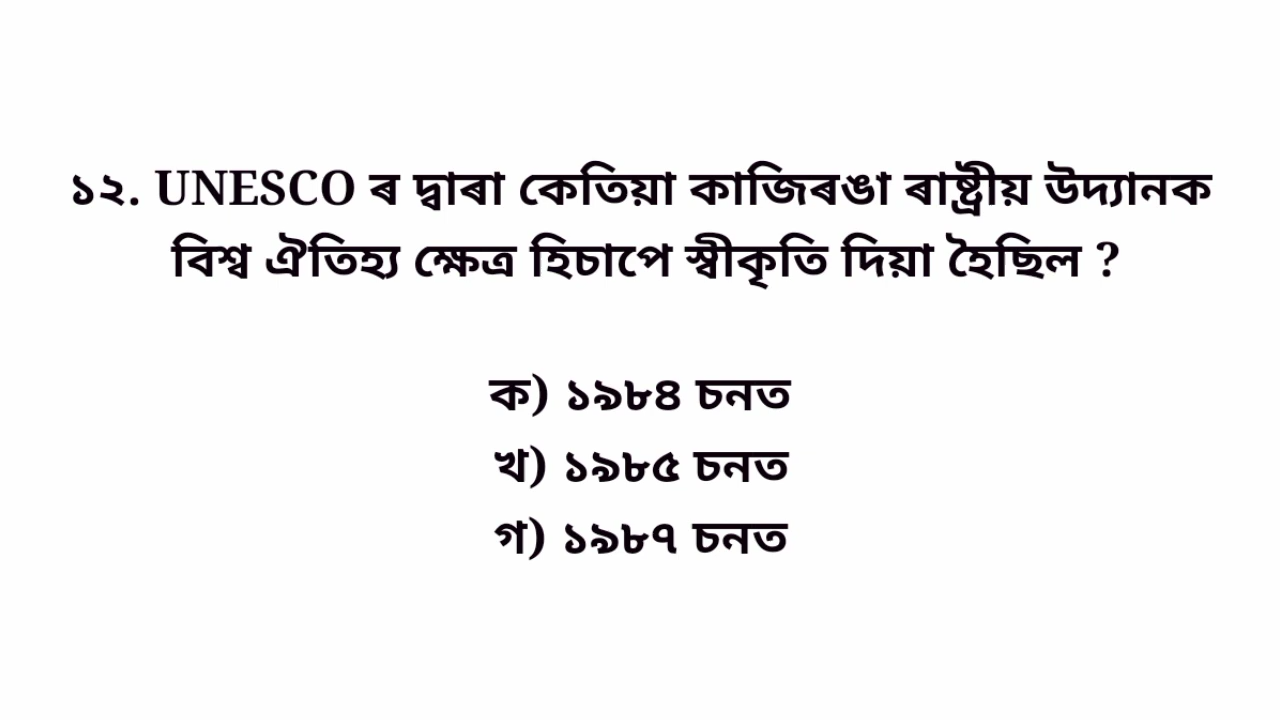 ১২. UNESCO ৰ দ্বাৰা কেতিয়া কাজিৰঙা ৰাষ্ট্ৰীয় উদ্যানক
বিশ্ব ঐতিহ্য ক্ষেত্ৰ হিচাপে স্বীকৃতি দিয়া হৈছিল ?
ক) ১৯৮৪ চনত
খ) ১৯৮৫ চনত
গ) ১৯৮৭ চনত